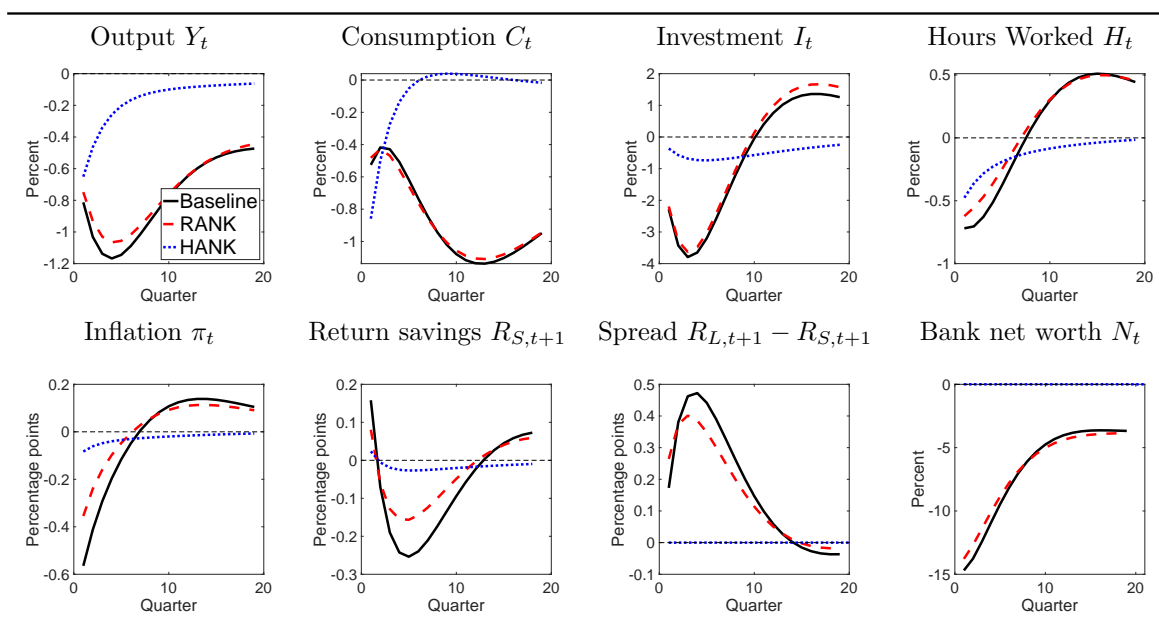 Output Y_t
Consumption C_t
Investment I_t
Hours Worked H_t
0
-0.2
-0.4
-0.6
-0.8
-1
-1.2
Percent
Baseline
RANK
HANK
0
10
20
Quarter
0
-0.2
-0.4
-0.6
-0.8
-1
Percent
0
10
20
Quarter
2
1
0
-1
-2
-3
-4
Percent
0
10
20
Quarter
0.5
0
-0.5
-1
Percent
0
10
20
Quarter
Inflation π_t
Return savings R_{S,t+1}
Spread R_{L,t+1} − R_{S,t+1}
Bank net worth N_t
0.2
0
-0.2
-0.4
-0.6
Percentage points
0
10
20
Quarter
0.2
0.1
0
-0.1
-0.2
-0.3
Percentage points
0
10
20
Quarter
0.5
0.4
0.3
0.2
0.1
0
-0.1
Percentage points
0
10
20
Quarter
0
-5
-10
-15
Percent
0
10
20
Quarter